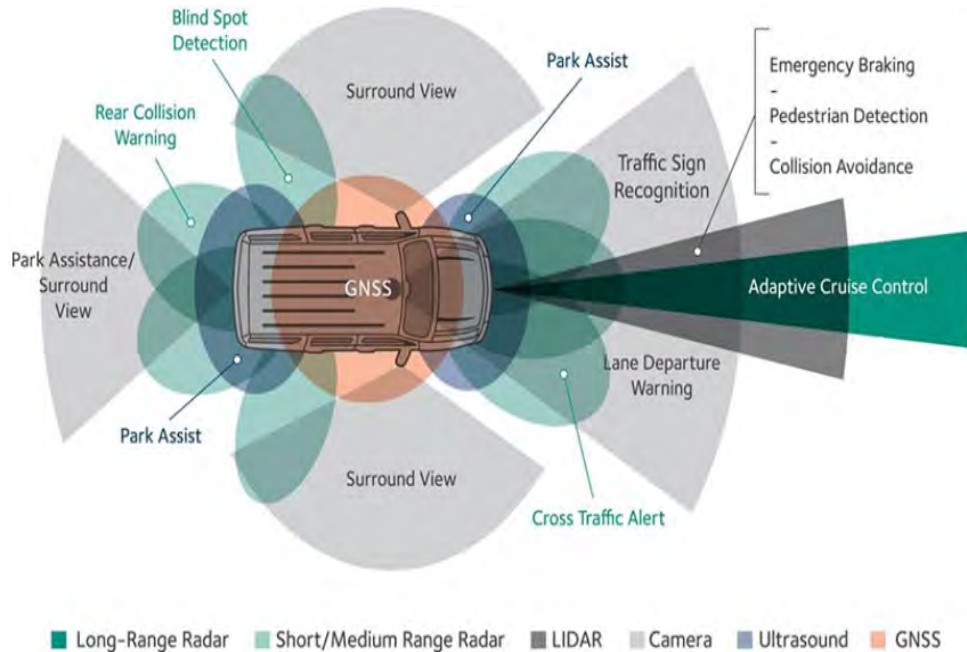 Blind Spot
Detection
Surround View
Park Assist
Emergency Braking
-
Pedestrian Detection
-
Collision Avoidance
Rear Collision
Warning
Traffic Sign
Recognition
Park Assistance/
Surround
View
GNSS
Adaptive Cruise Control
Lane Departure
Warning
Park Assist
Surround View
Cross Traffic Alert
Long-Range Radar
Short/Medium Range Radar
LIDAR
Camera
Ultrasound
GNSS